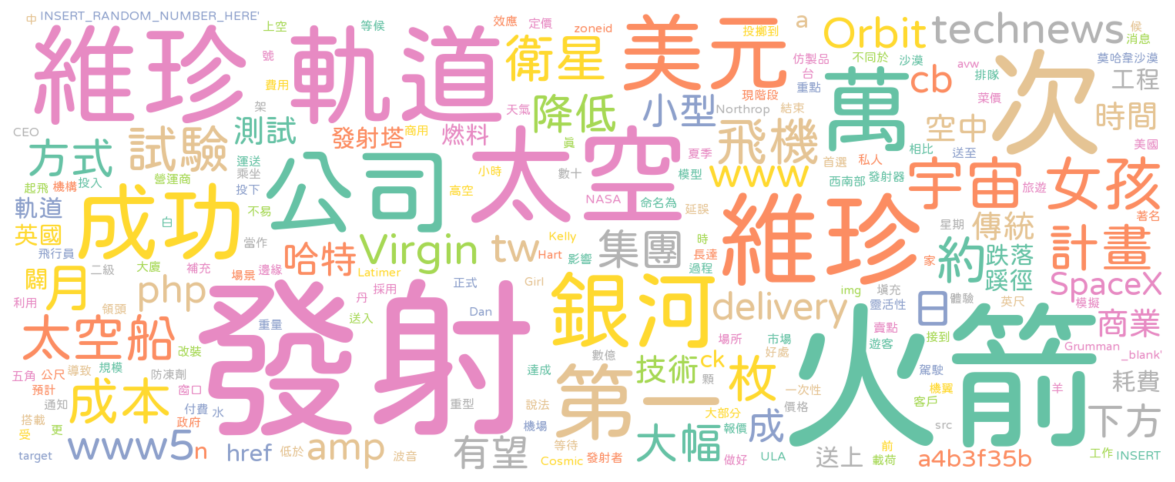 中 INSERT_RANDOM_NUMBER_HERE'
上空
等候
效應
定價
zoneid
投擲到
a
Orbit
technews
候
消息
維珍
軌道
號
費用
衛星
美元
仿製品
台
重點
萬
不同於
沙漠
cb
avw
排隊
菜價
次
莫哈韋沙漠
工程
CEO
架
天氣
降低
小型
現階段
Northrop
結束
空中
時間
方式
試驗
測試
發射塔
商用
燃料
真
夏季
飛機
相比
送至
美國
運送
乘坐
投下
營運商
公司
小時
高空
太空
數十
模型
www
首選
私人
西南部
發射器
宇宙
女孩
旅遊
著名
起飛
機構
投入
成功
軌道
白
不易
NASA
命名為
延誤
維珍
星期
傳統
計畫
英國
飛行員
當作
哈特
Virgin
tw
Kelly
Hart
影響
集團
時
長達
過程
家
約
跌落
蹊徑
闢
月
二級
大廈
補充
場景
邊緣
Latimer
採用
正式
Girl
銀河
img
靈活性
填充
體驗
英尺
SpaceX
模擬
利用
領頭
php
發射
丹
送入
Dan
delivery
賣點
遊客
日
接到
商業
太空船
改裝
重量
場所
市場
好處
火箭
Grumman
_blank'
五角
公尺
導致
規模
防凍劑
數億
達成
第一
技術
ck
顆
枚
一次性
價格
駕駛
機翼
客戶
羊
耗費
預計
通知
成本
窗口
重型
說法
大部分
報價
成
搭載
受
更
付費
水
政府
機場
大幅
下方
target
www5
n
href
低於
amp
波音
有望
等待
Cosmic
發射者
做好
ULA
送上
前
載荷
src
a4b3f35b
工作
INSERT